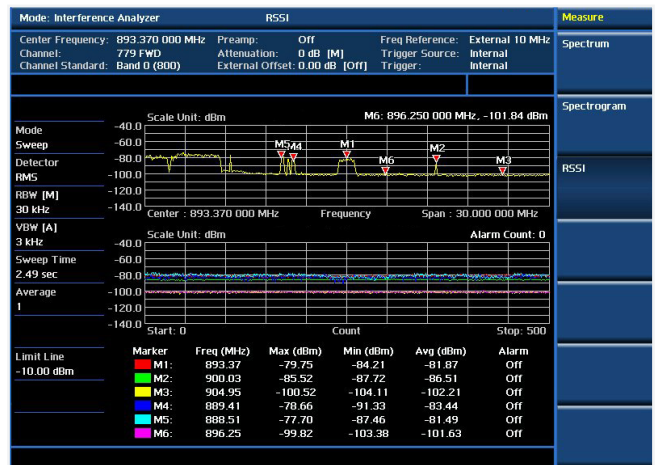 Mode: Interference Analyzer RSSI Measure
Center Frequency: 893.370 000 MHz Preamp: Off Freq Reference: External 10 MHz
Channel: 779 FWD Attenuation: 0 dB [M] Trigger Source: Internal
Channel Standard: Band 0 (800) External Offset: 0.00 dB [Off] Trigger: Internal
Spectrum
Spectrogram
RSSI
Mode
Sweep
Detector
RMS
RBW [M]
30 kHz
VBW [A]
3 kHz
Sweep Time
2.49 sec
Average
1
Limit Line
-10.00 dBm
Scale Unit: dBm M6: 896.250 000 MHz, -101.84 dBm
-40.0
-60.0
-80.0
-100.0
-120.0
-140.0
M5 M4 M1 M6 M2 M3
Center : 893.370 000 MHz Frequency Span : 30.000 000 MHz
Scale Unit: dBm Alarm Count: 0
-40.0
-60.0
-80.0
-100.0
-120.0
-140.0
Start: 0 Count Stop: 500
Marker Freq (MHz) Max (dBm) Min (dBm) Avg (dBm) Alarm
M1: 893.37 -79.75 -84.21 -81.87 Off
M2: 900.03 -85.52 -87.72 -86.51 Off
M3: 904.95 -100.52 -104.11 -102.21 Off
M4: 889.41 -78.66 -91.33 -83.44 Off
M5: 888.51 -77.70 -87.46 -81.49 Off
M6: 896.25 -99.82 -103.38 -101.63 Off